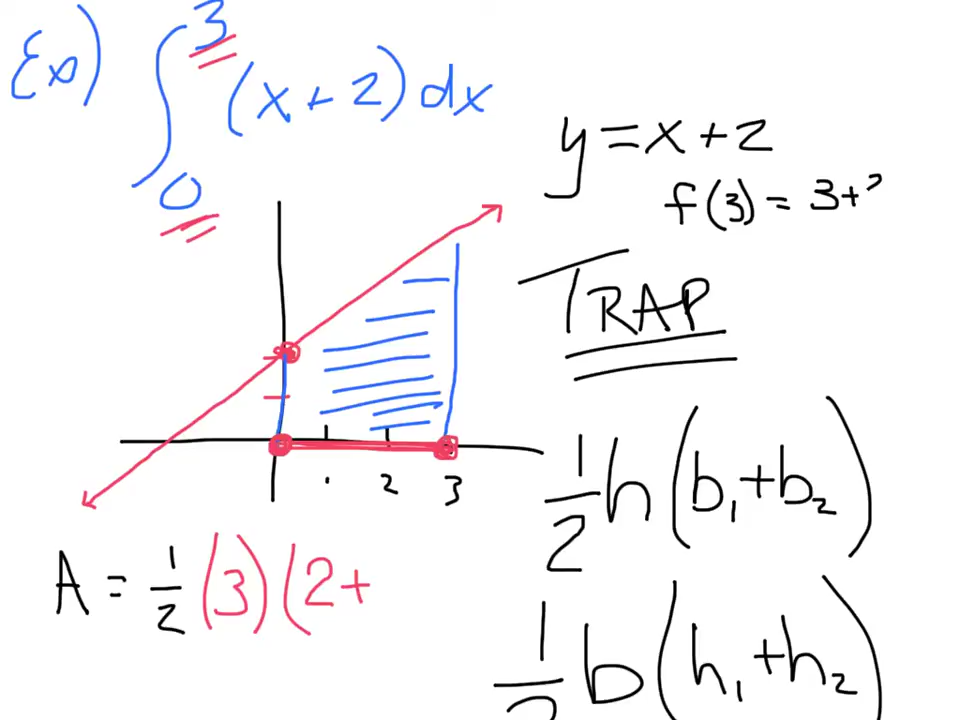 Ex) ∫₀³ (x+2) dx
y = x + 2
f(3) = 3+2
TRAP
1 2 3
½h(b₁+b₂)
A = ½ (3)(2+
½b(h₁+h₂)